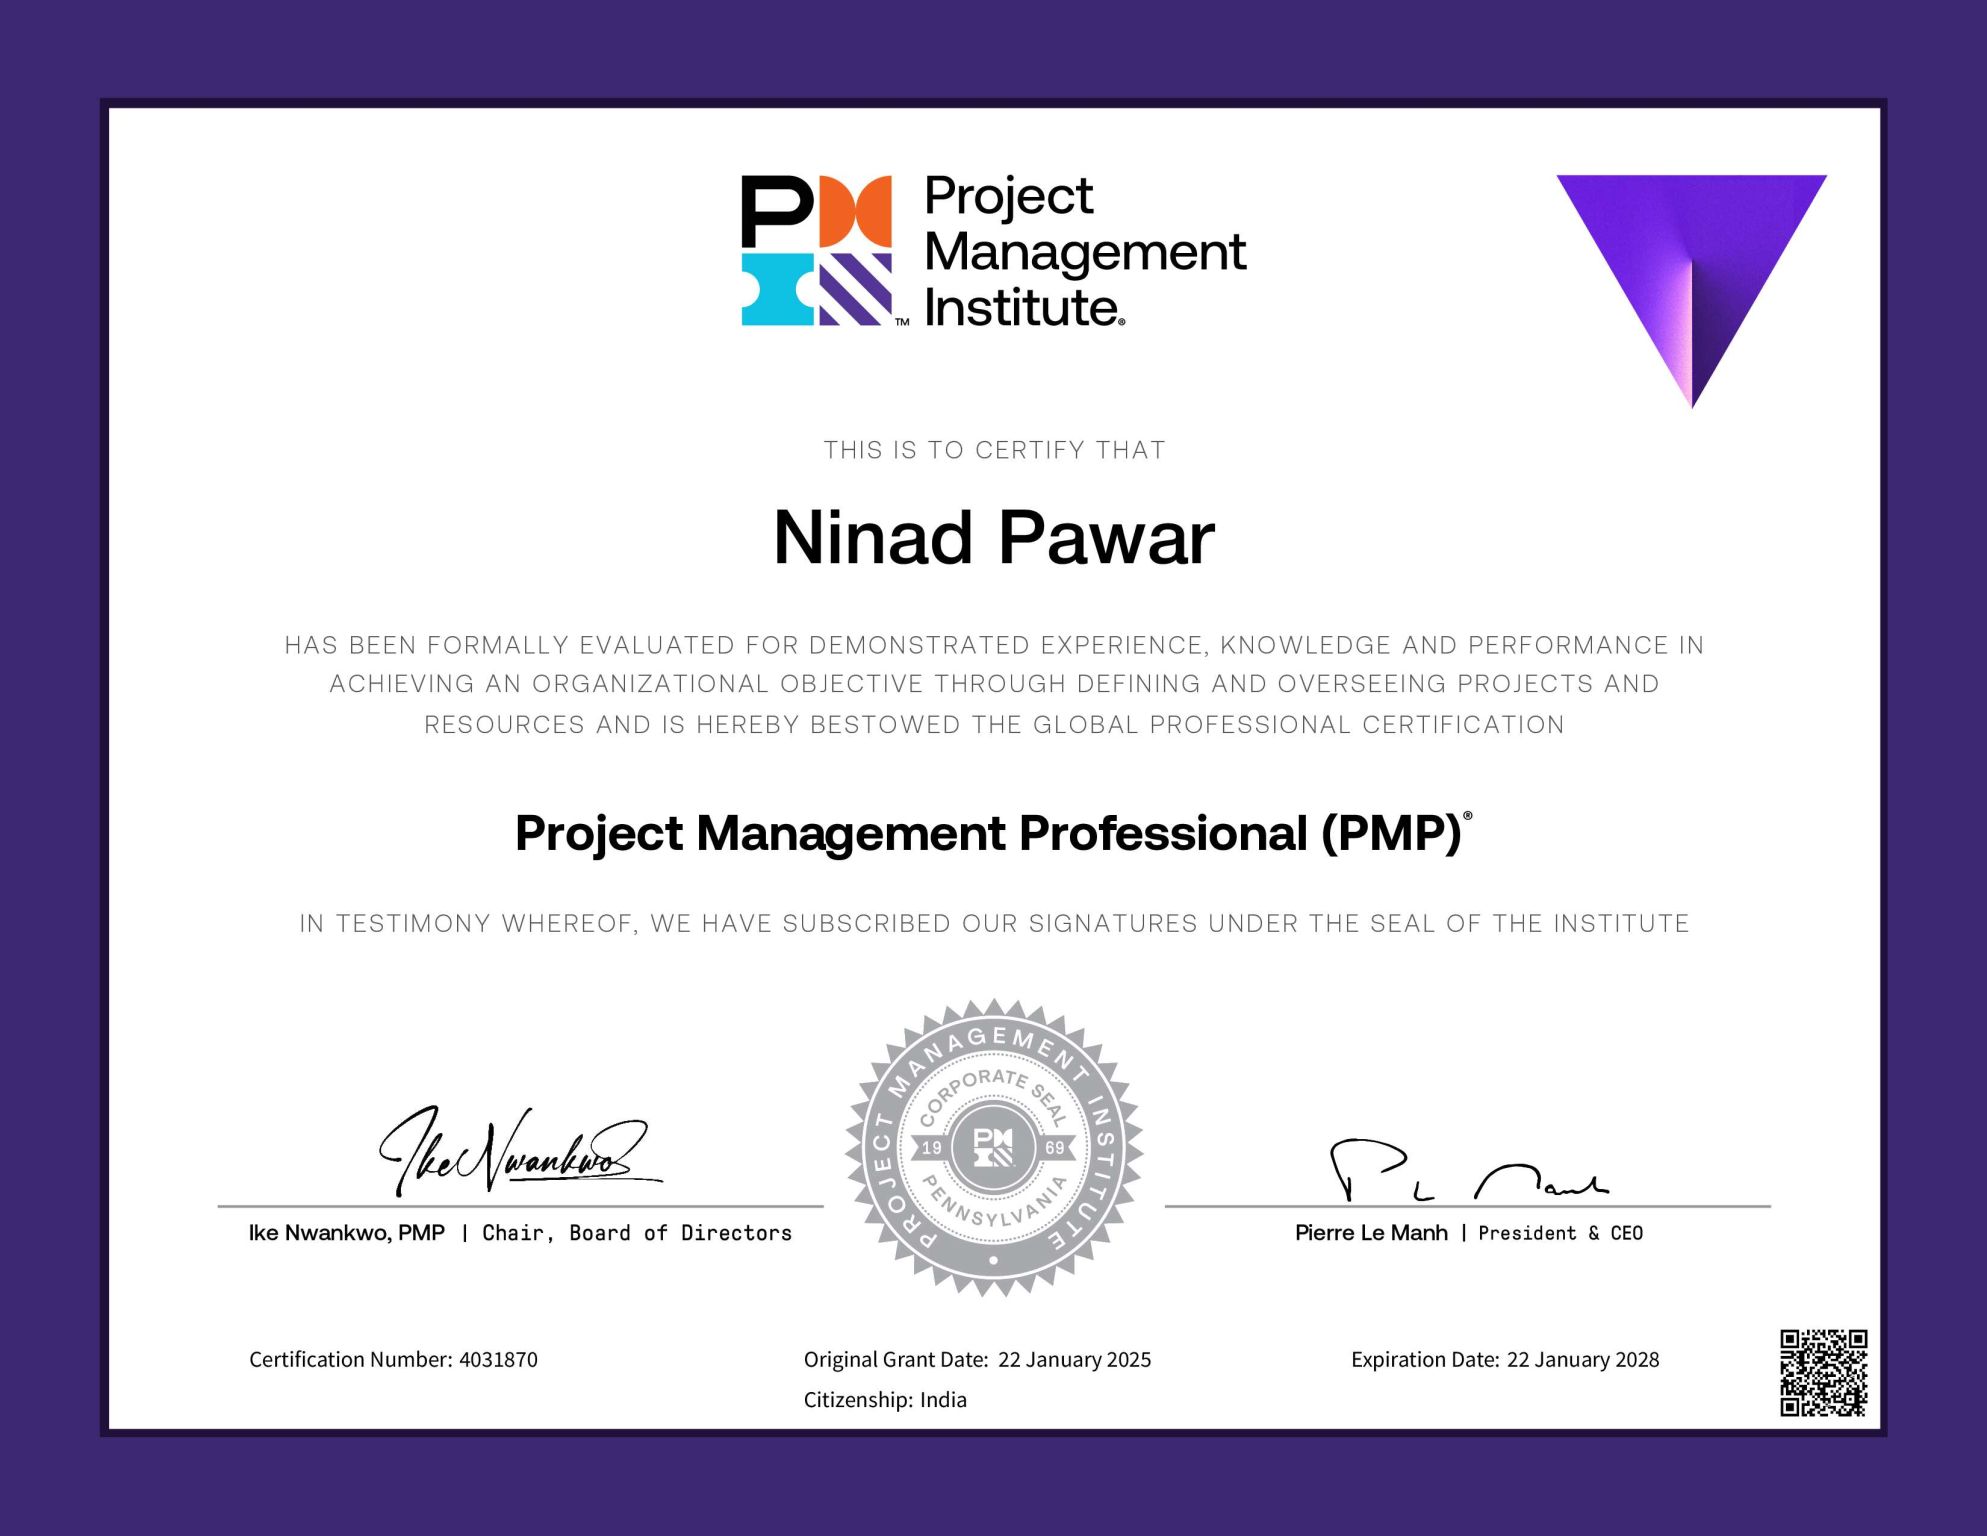 Project
Management
Institute®
PMI™
THIS IS TO CERTIFY THAT
Ninad Pawar
HAS BEEN FORMALLY EVALUATED FOR DEMONSTRATED EXPERIENCE, KNOWLEDGE AND PERFORMANCE IN
ACHIEVING AN ORGANIZATIONAL OBJECTIVE THROUGH DEFINING AND OVERSEEING PROJECTS AND
RESOURCES AND IS HEREBY BESTOWED THE GLOBAL PROFESSIONAL CERTIFICATION
Project Management Professional (PMP)®
IN TESTIMONY WHEREOF, WE HAVE SUBSCRIBED OUR SIGNATURES UNDER THE SEAL OF THE INSTITUTE
Ike Nwankwo
PROJECT MANAGEMENT INSTITUTE
CORPORATE SEAL
19 PMI 69
PENNSYLVANIA
P L Manh
Ike Nwankwo, PMP | Chair, Board of Directors
Pierre Le Manh | President & CEO
Certification Number: 4031870
Original Grant Date: 22 January 2025
Expiration Date: 22 January 2028
Citizenship: India